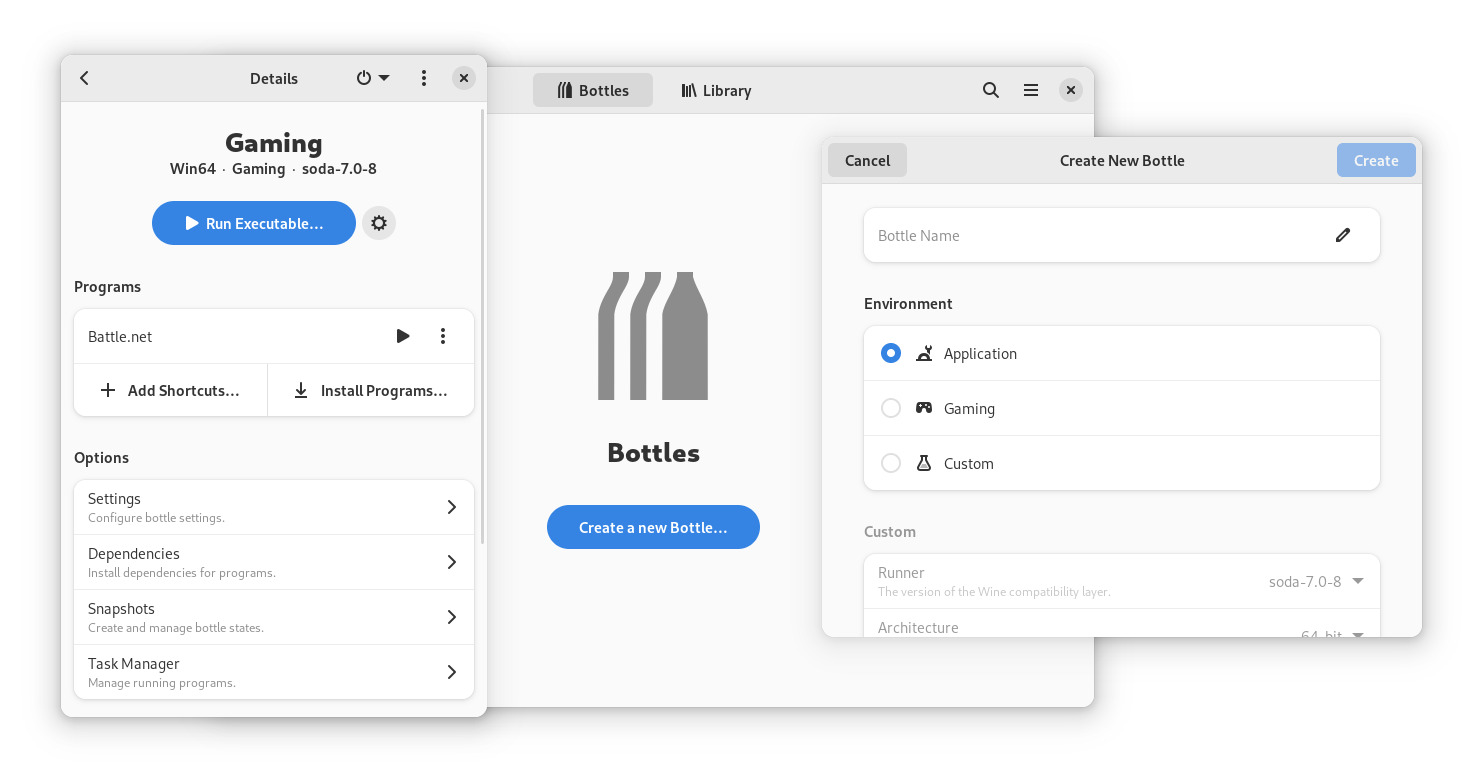 Details
Gaming
Win64 · Gaming · soda-7.0-8
Run Executable...
Programs
Battle.net
Add Shortcuts... Install Programs...
Options
Settings
Configure bottle settings.
Dependencies
Install dependencies for programs.
Snapshots
Create and manage bottle states.
Task Manager
Manage running programs.
Bottles Library
Bottles
Create a new Bottle...
Cancel Create New Bottle Create
Bottle Name
Environment
Application
Gaming
Custom
Custom
Runner soda-7.0-8
The version of the Wine compatibility layer.
Architecture 64-bit